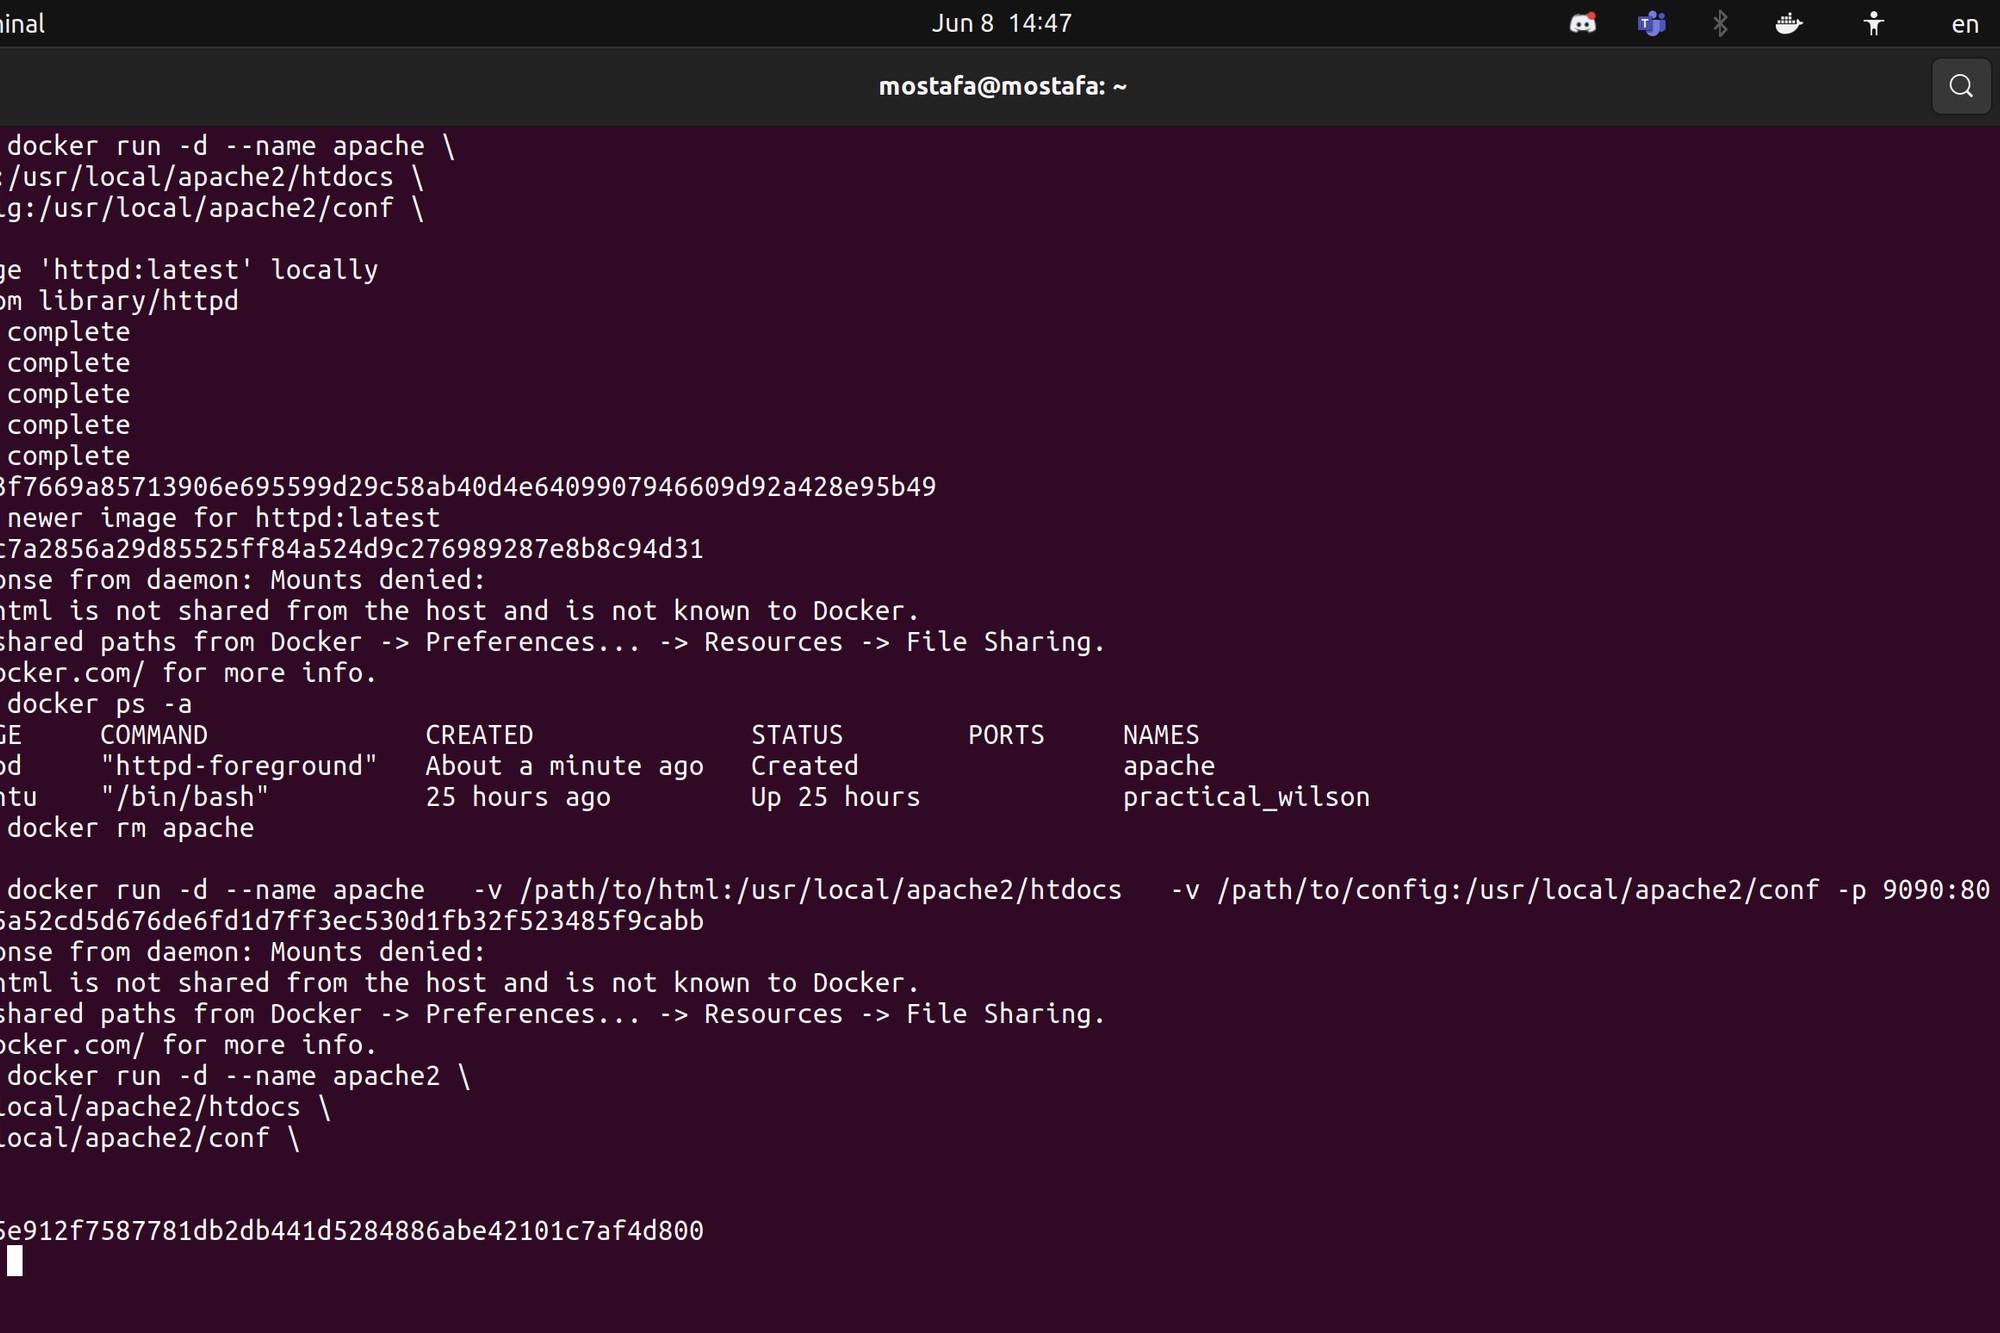 inal
Jun 8 14:47
en
mostafa@mostafa: ~
docker run -d --name apache \
:/usr/local/apache2/htdocs \
ig:/usr/local/apache2/conf \
ge 'httpd:latest' locally
om library/httpd
complete
complete
complete
complete
complete
3f7669a85713906e695599d29c58ab40d4e6409907946609d92a428e95b49
newer image for httpd:latest
c7a2856a29d85525ff84a524d9c276989287e8b8c94d31
onse from daemon: Mounts denied:
html is not shared from the host and is not known to Docker.
shared paths from Docker -> Preferences... -> Resources -> File Sharing.
ocker.com/ for more info.
docker ps -a
GE COMMAND CREATED STATUS PORTS NAMES
pd "httpd-foreground" About a minute ago Created apache
ntu "/bin/bash" 25 hours ago Up 25 hours practical_wilson
docker rm apache
docker run -d --name apache -v /path/to/html:/usr/local/apache2/htdocs -v /path/to/config:/usr/local/apache2/conf -p 9090:80
5a52cd5d676de6fd1d7ff3ec530d1fb32f523485f9cabb
onse from daemon: Mounts denied:
html is not shared from the host and is not known to Docker.
shared paths from Docker -> Preferences... -> Resources -> File Sharing.
ocker.com/ for more info.
docker run -d --name apache2 \
local/apache2/htdocs \
local/apache2/conf \
5e912f7587781db2db441d5284886abe42101c7af4d800